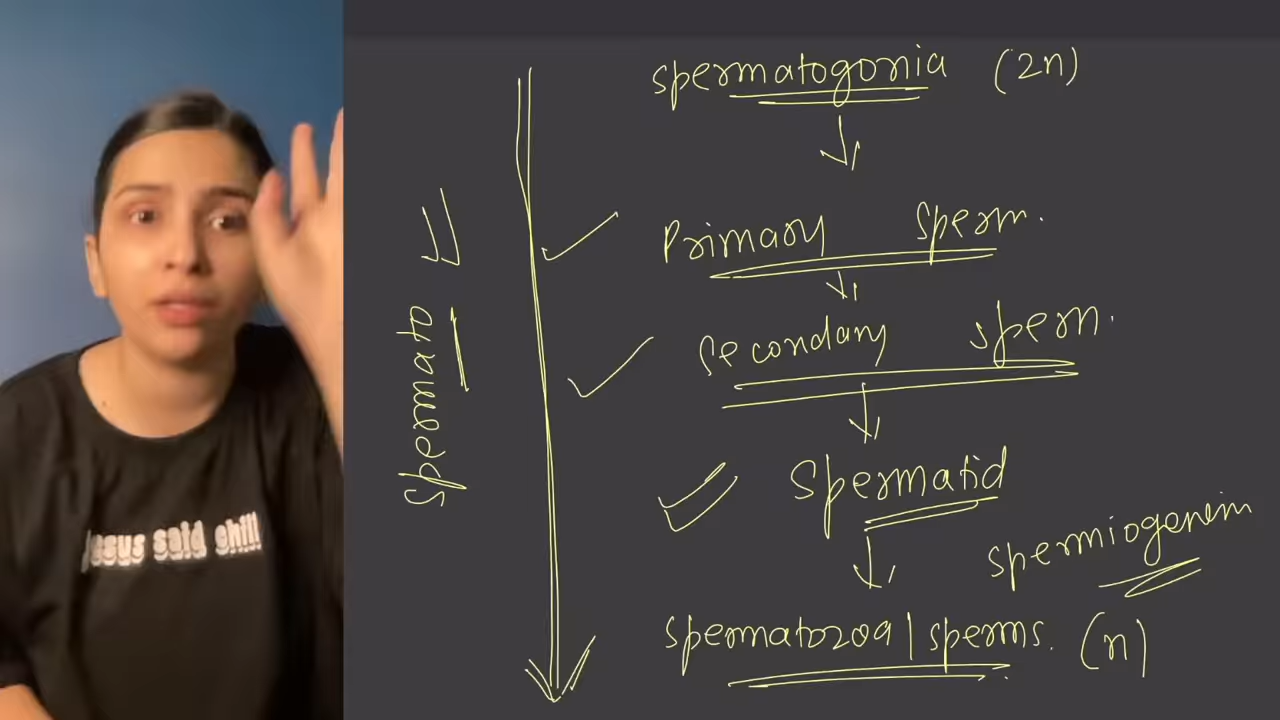 spermatogonia (2n)
Primary sperm.
Secondary sperm.
Spermatid
spermiogenesis
spermatozoa | sperms. (n)
Spermato
Jesus said chill